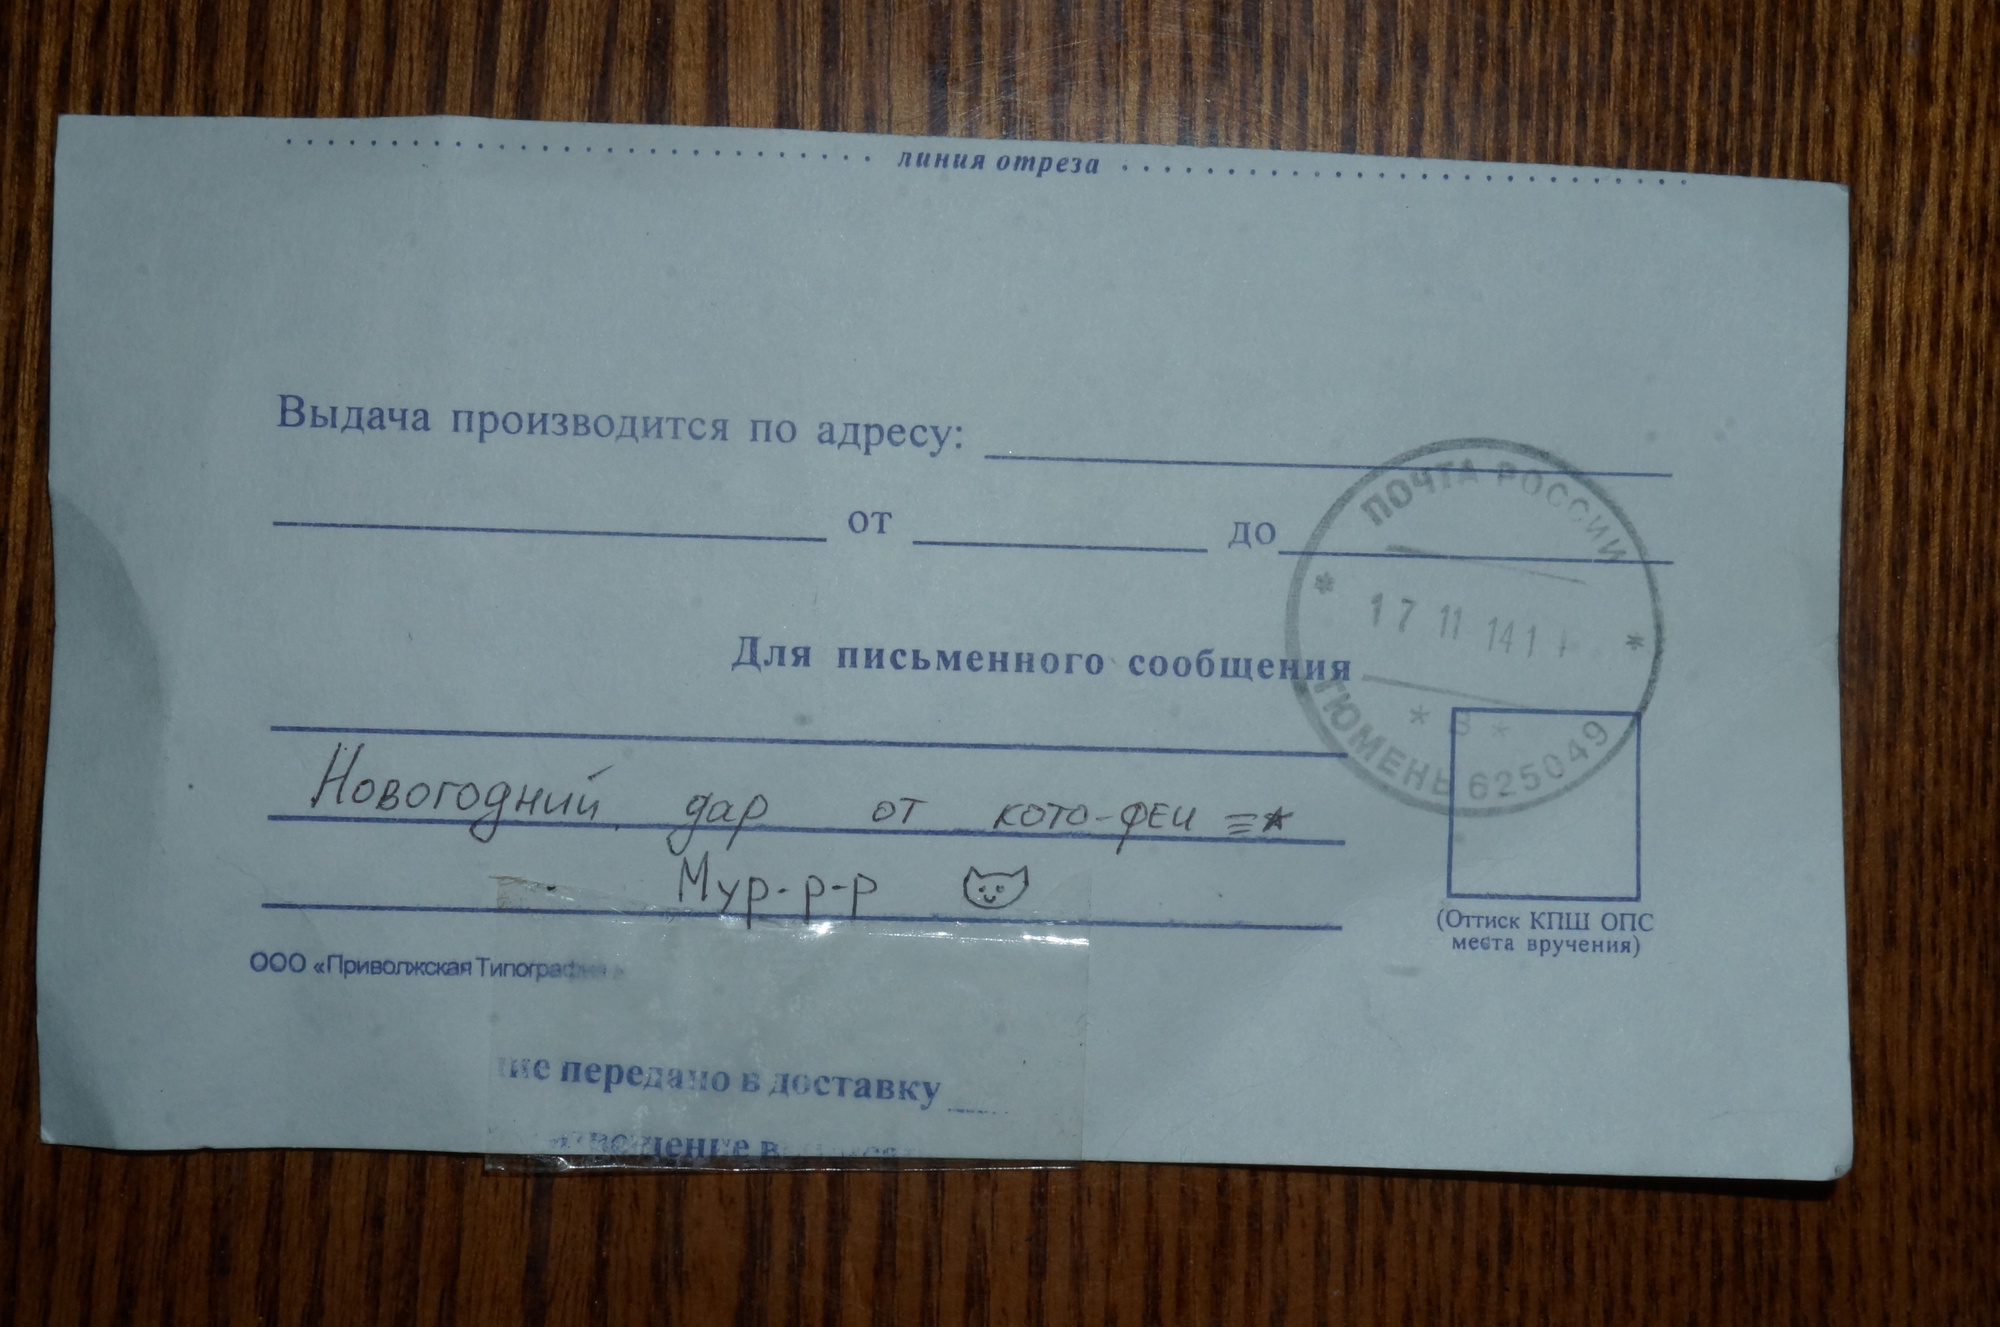 линия отреза
Выдача производится по адресу:
от до
Для письменного сообщения
ПОЧТА РОССИИ
17 11 14 1
* В *
ТЮМЕНЬ 625049
Новогодний дар от кото-феи
Мур-р-р
(Оттиск КПШ ОПС
места вручения)
ООО «Приволжская Типография»
передано в доставку